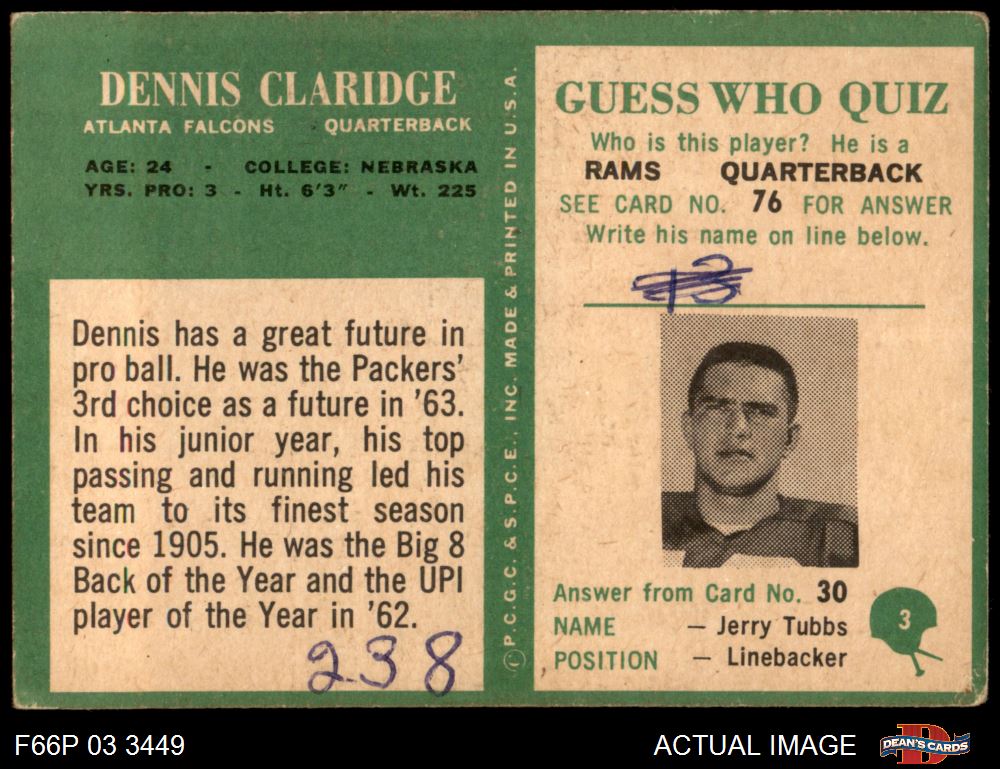 DENNIS CLARIDGE
ATLANTA FALCONS QUARTERBACK
AGE: 24 - COLLEGE: NEBRASKA
YRS. PRO: 3 - Ht. 6'3" - Wt. 225
Dennis has a great future in
pro ball. He was the Packers'
3rd choice as a future in '63.
In his junior year, his top
passing and running led his
team to its finest season
since 1905. He was the Big 8
Back of the Year and the UPI
player of the Year in '62.
238
© P.C.G.C. & S.P.C.E., INC. MADE & PRINTED IN U.S.A.
GUESS WHO QUIZ
Who is this player? He is a
RAMS QUARTERBACK
SEE CARD NO. 76 FOR ANSWER
Write his name on line below.
Answer from Card No. 30
NAME — Jerry Tubbs
POSITION — Linebacker
3
F66P 03 3449
ACTUAL IMAGE
DEAN'S CARDS